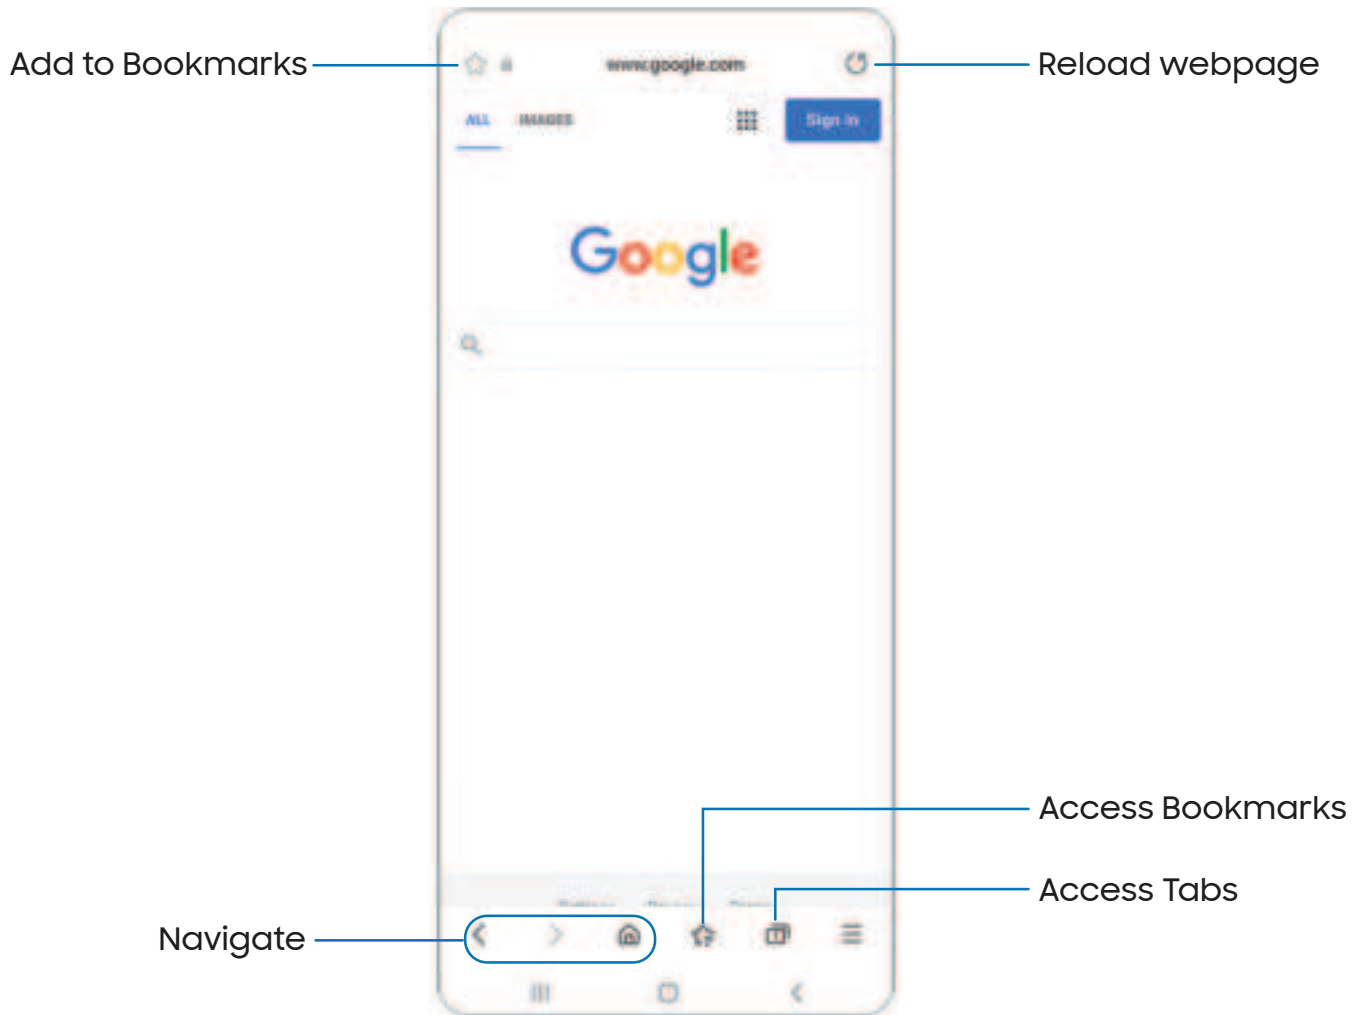 Add to Bookmarks
www.google.com
Reload webpage
ALL IMAGES
Sign in
Google
Access Bookmarks
Access Tabs
Navigate